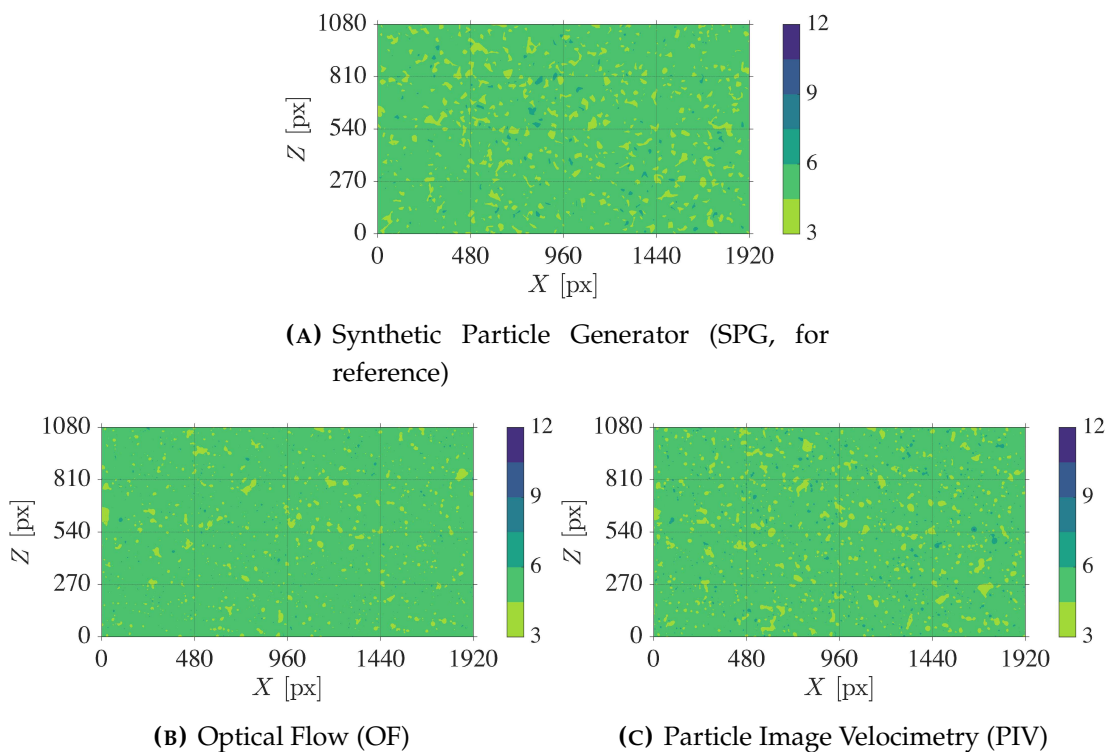 1080
810
540
270
0
Z [px]
0 480 960 1440 1920
X [px]
12
9
6
3
(A) Synthetic Particle Generator (SPG, for
reference)
1080
810
540
270
0
Z [px]
0 480 960 1440 1920
X [px]
12
9
6
3
(B) Optical Flow (OF)
1080
810
540
270
0
Z [px]
0 480 960 1440 1920
X [px]
12
9
6
3
(C) Particle Image Velocimetry (PIV)